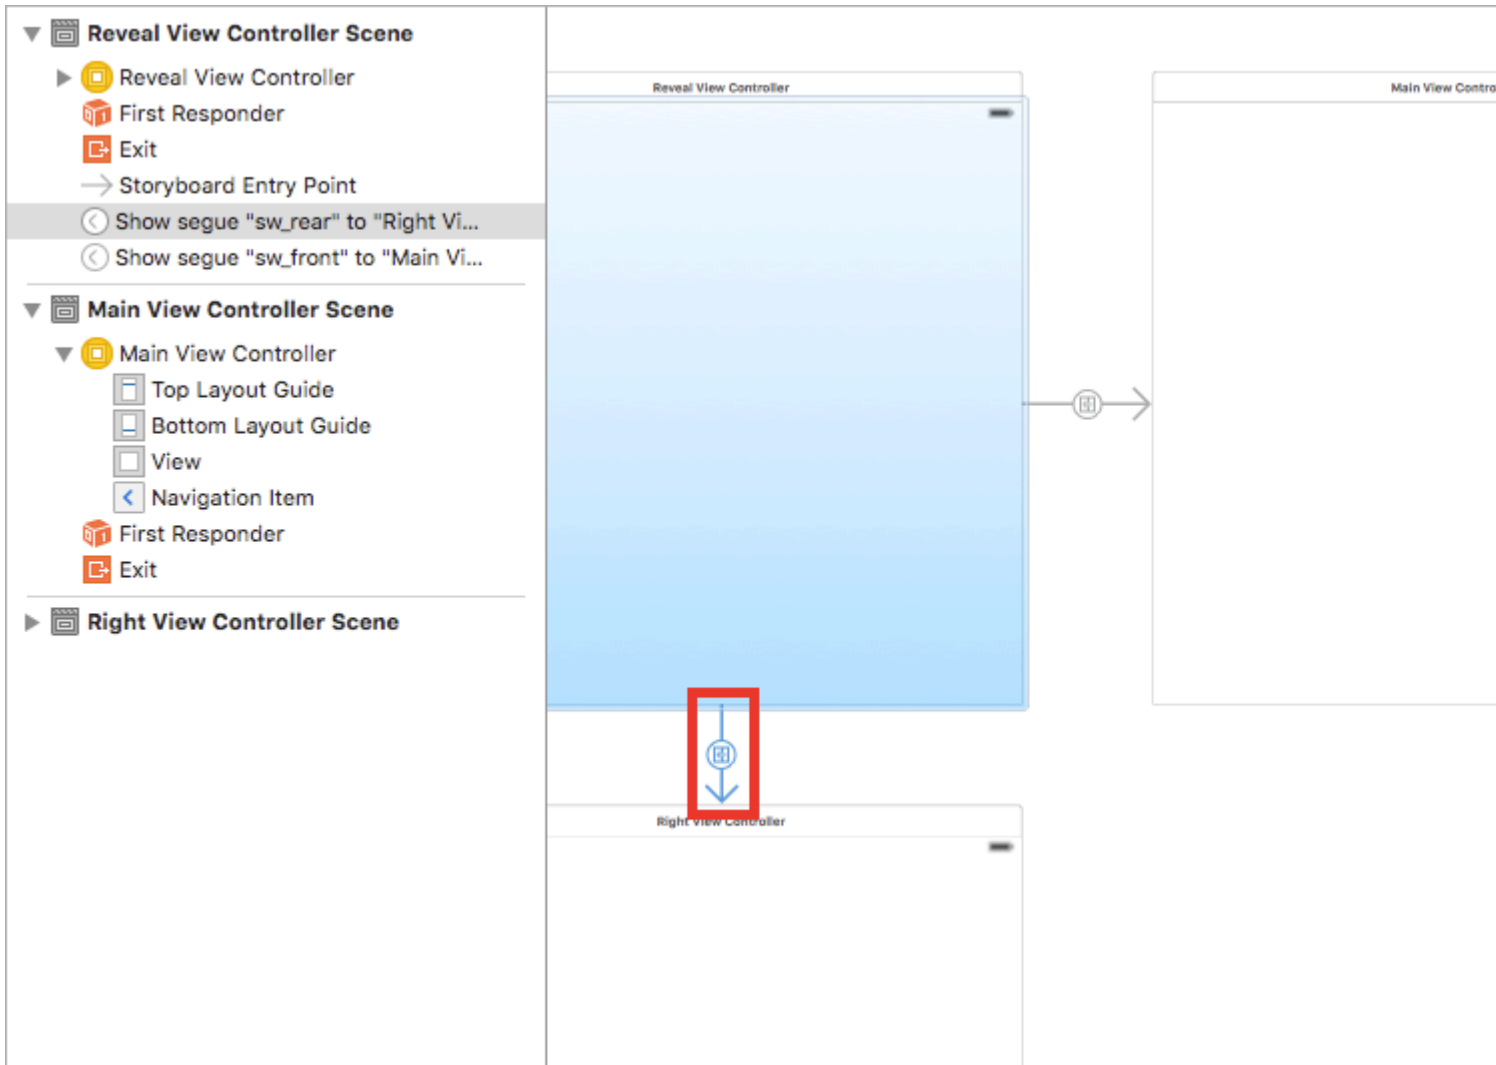 Reveal View Controller Scene
Reveal View Controller
First Responder
Exit
Storyboard Entry Point
Show segue "sw_rear" to "Right Vi...
Show segue "sw_front" to "Main Vi...
Main View Controller Scene
Main View Controller
Top Layout Guide
Bottom Layout Guide
View
Navigation Item
First Responder
Exit
Right View Controller Scene
Reveal View Controller
Main View Contro
Right View Controller